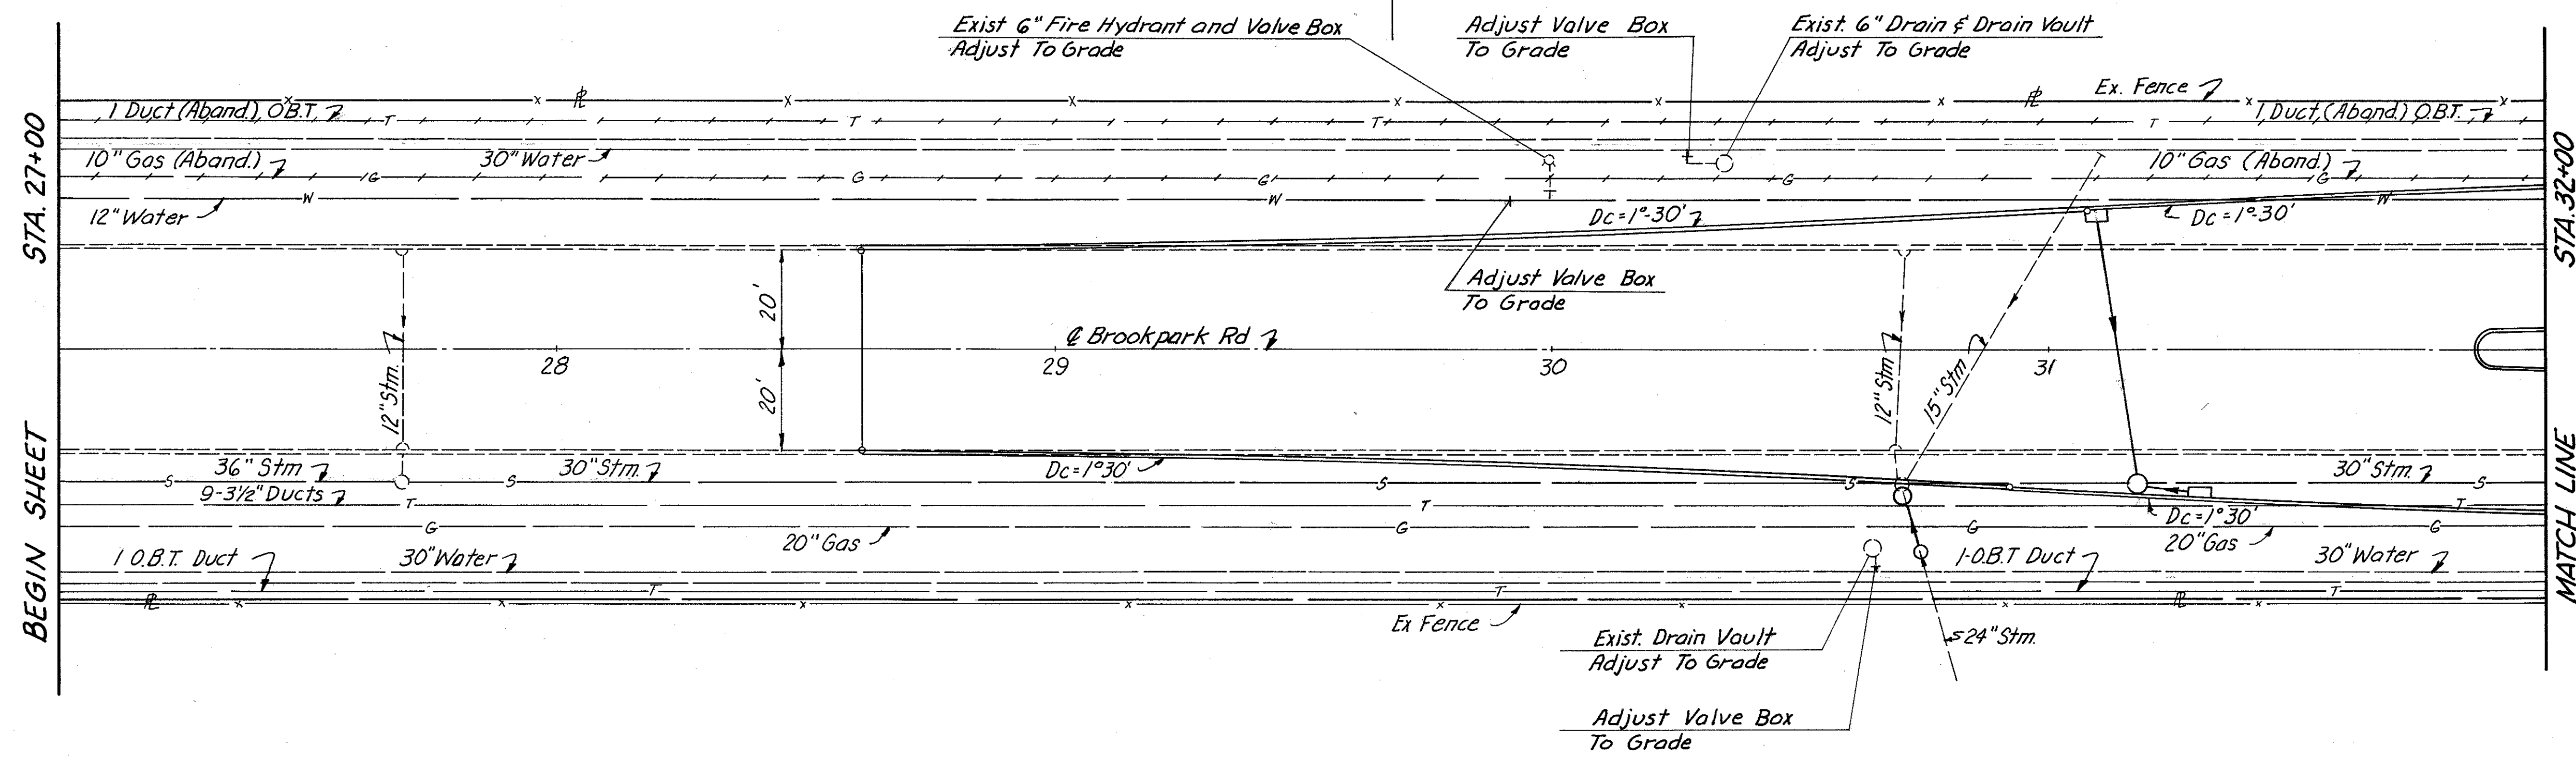 Exist 6" Fire Hydrant and Valve Box
Adjust To Grade
Adjust Valve Box
To Grade
Exist. 6" Drain & Drain Vault
Adjust To Grade
STA. 27+00
BEGIN SHEET
STA.32+00
MATCH LINE
x x x x x x x x x
℄ ℄
Ex. Fence
1 Duct (Aband.) O.B.T.
T T T T
1 Duct (Aband.) O.B.T.
10" Gas (Aband.)
30" Water
10" Gas (Aband.)
G G G G G
12" Water
W W W
Dc=1°-30'
Dc=1°-30'
Adjust Valve Box
To Grade
20'
20'
℄ Brookpark Rd
28 29 30 31
12" Stm.
12" Stm
15" Stm
36" Stm
30" Stm.
Dc=1°30'
30" Stm.
S S S S S
9-3½" Ducts
T T T
Dc=1°30'
G G G G
20" Gas
20" Gas
1 O.B.T. Duct
30" Water
1-O.B.T Duct
30" Water
T T T
℄ x x x x x x x ℄ x
Ex Fence
Exist. Drain Vault
Adjust To Grade
24" Stm.
Adjust Valve Box
To Grade